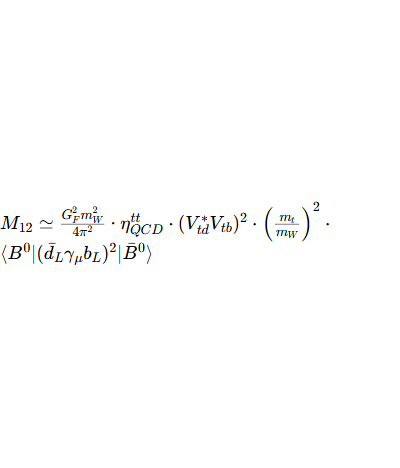 $M_{12} \simeq \frac{G_F^2 m_W^2}{4\pi^2} \cdot \eta_{QCD}^{tt} \cdot (V_{td}^* V_{tb})^2 \cdot \left(\frac{m_t}{m_W}\right)^2 \cdot$
$\langle B^0 | (\bar{d}_L \gamma_\mu b_L)^2 | \bar{B}^0 \rangle$